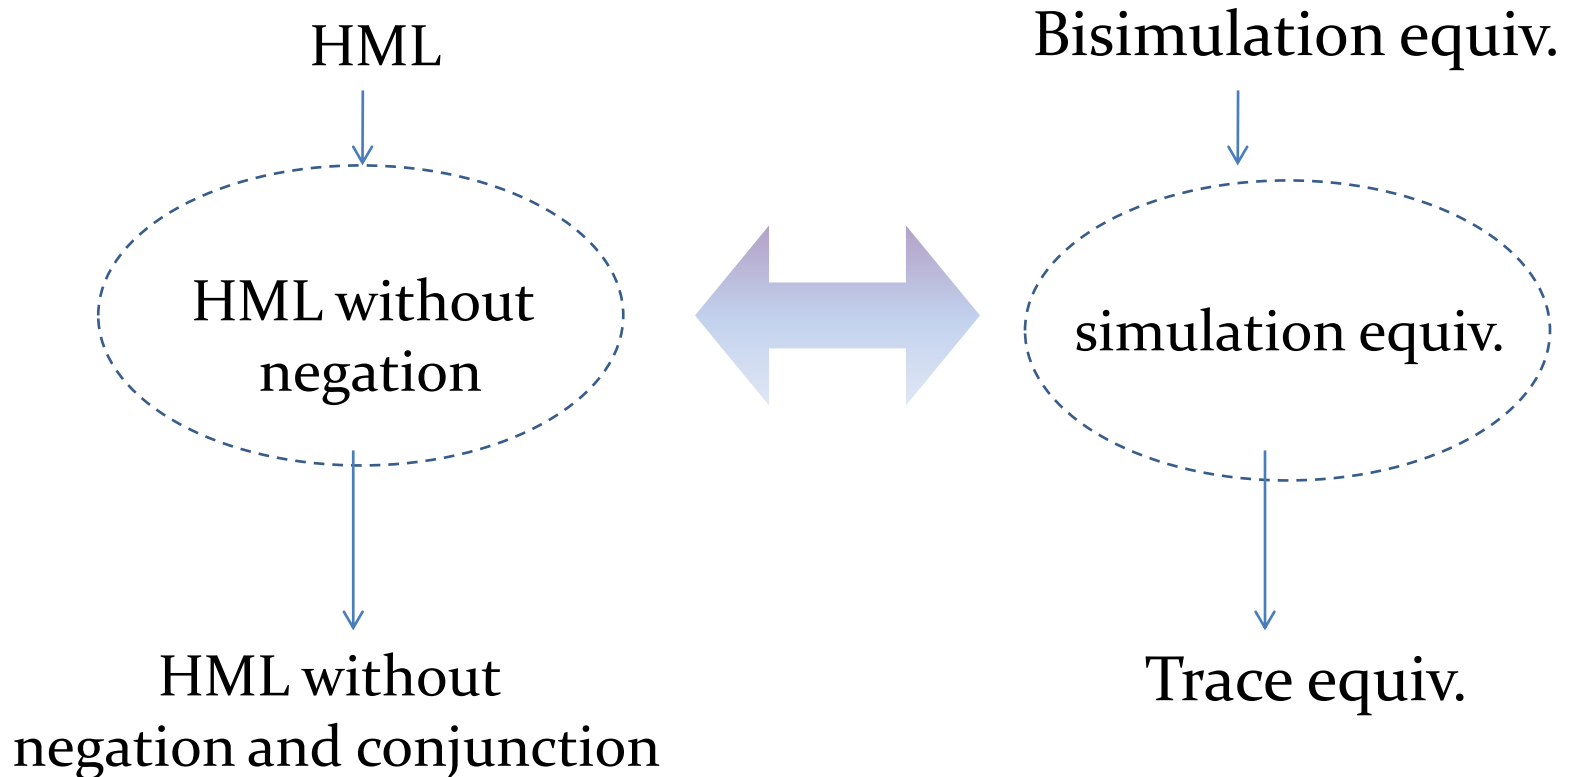 HML
Bisimulation equiv.
HML without
negation
simulation equiv.
HML without
negation and conjunction
Trace equiv.